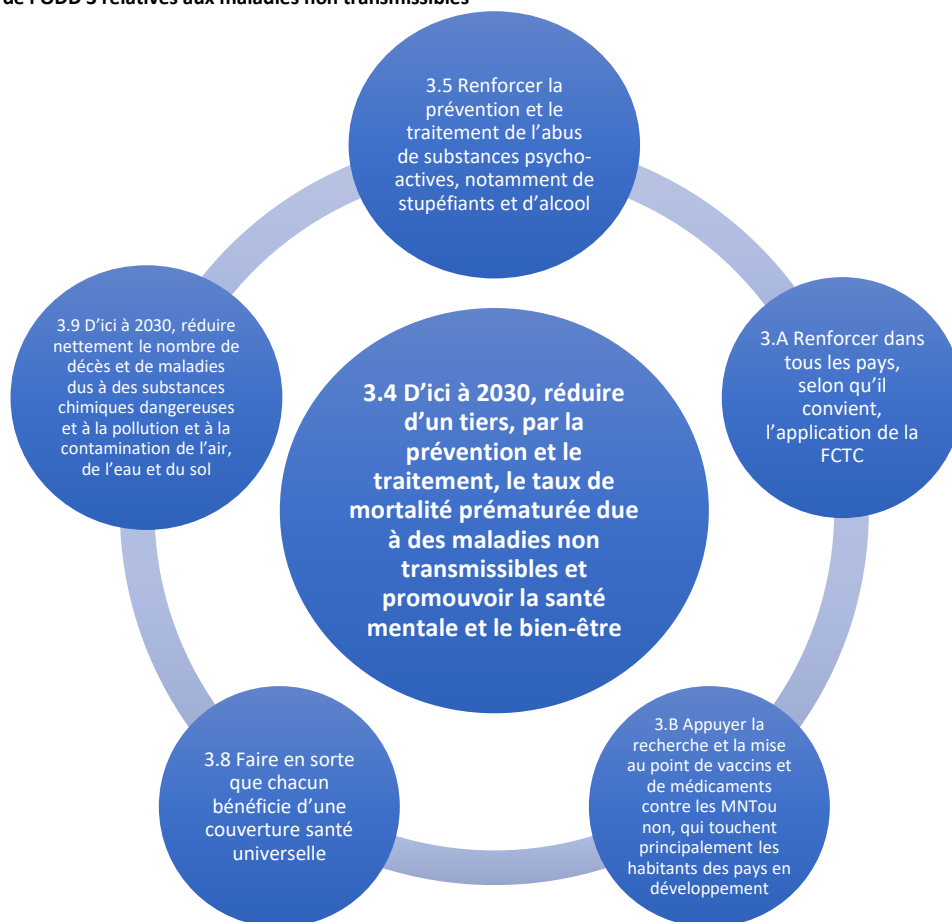 de l'ODD 3 relatives aux maladies non transmissibles
3.5 Renforcer la
prévention et le
traitement de l'abus
de substances psycho-
actives, notamment de
stupéfiants et d'alcool
3.9 D'ici à 2030, réduire
nettement le nombre de
décès et de maladies
dus à des substances
chimiques dangereuses
et à la pollution et à la
contamination de l'air,
de l'eau et du sol
3.A Renforcer dans
tous les pays,
selon qu'il
convient,
l'application de la
FCTC
3.4 D'ici à 2030, réduire
d'un tiers, par la
prévention et le
traitement, le taux de
mortalité prématurée due
à des maladies non
transmissibles et
promouvoir la santé
mentale et le bien-être
3.8 Faire en sorte
que chacun
bénéficie d'une
couverture santé
universelle
3.B Appuyer la
recherche et la mise
au point de vaccins et
de médicaments
contre les MNTou
non, qui touchent
principalement les
habitants des pays en
développement